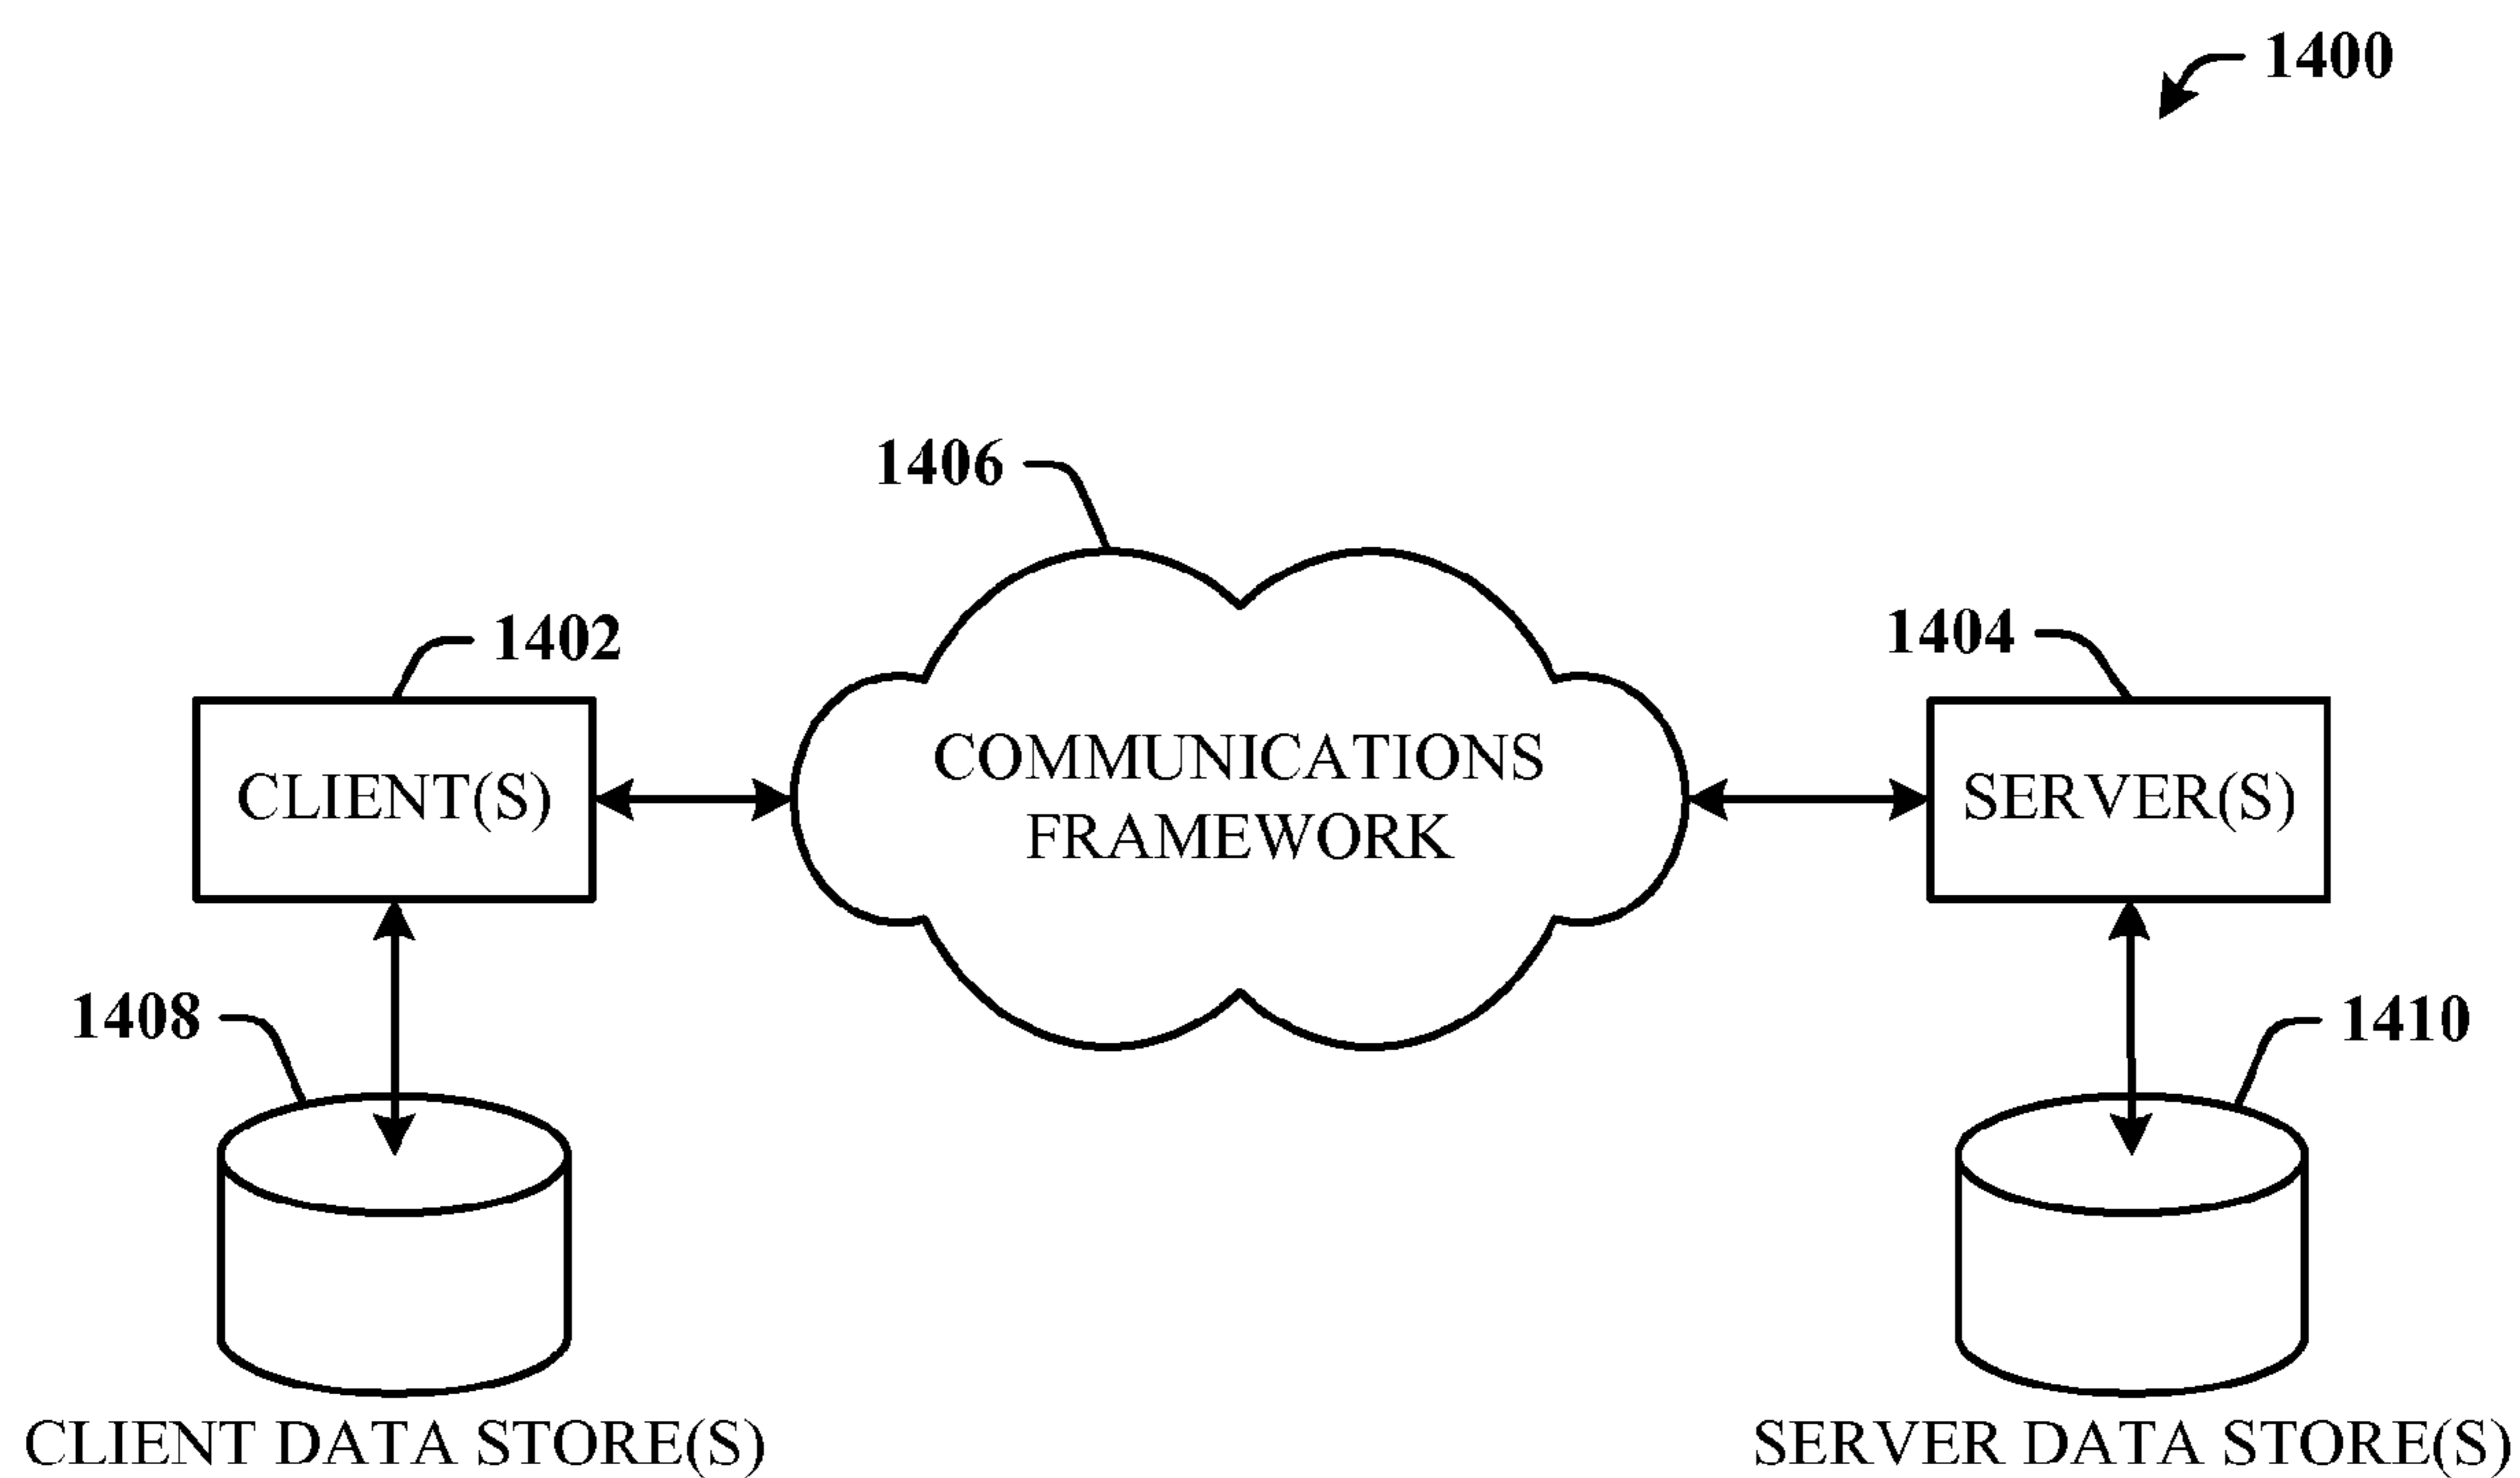 1400
1406
1402
1404
CLIENT(S)
COMMUNICATIONS
FRAMEWORK
SERVER(S)
1408
1410
CLIENT DATA STORE(S)
SERVER DATA STORE(S)